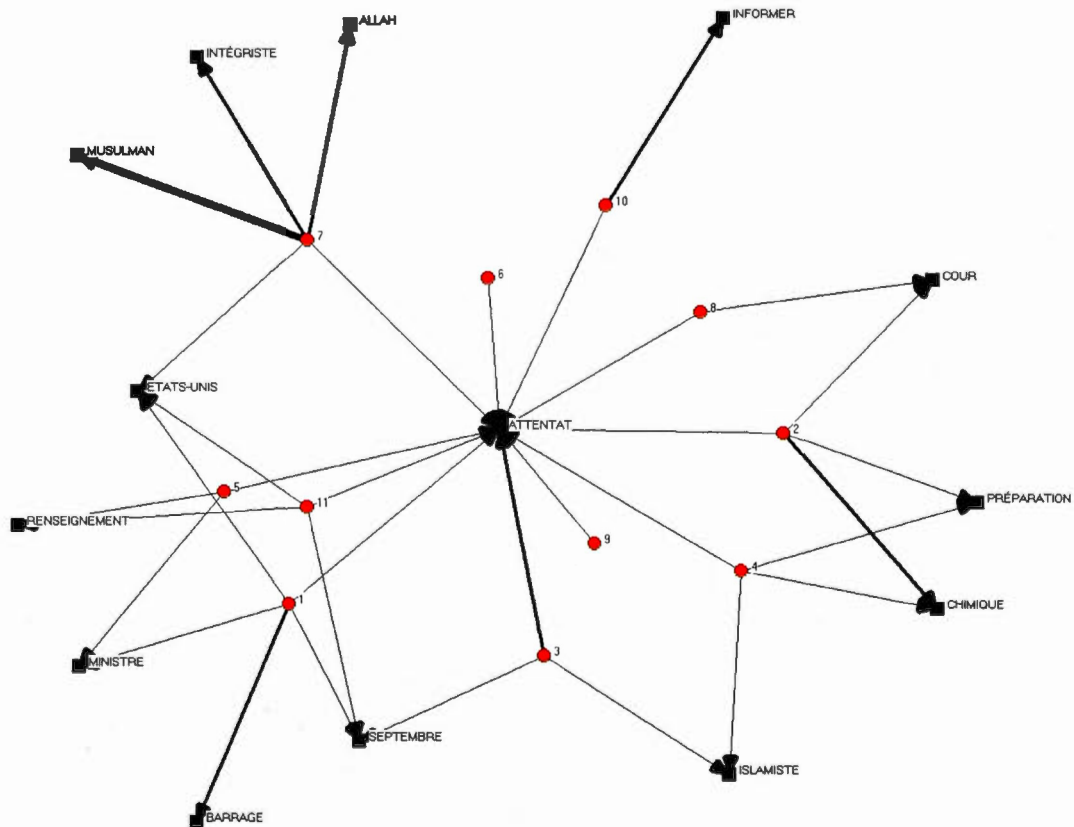 ALLAH
INFORMER
INTÉGRISTE
MUSULMAN
10
7
6
COUR
8
ETATS-UNIS
ATTENTAT
2
5
PRÉPARATION
11
RENSEIGNEMENT
9
4
1
CHIMIQUE
3
MINISTRE
SEPTEMBRE
ISLAMISTE
BARRAGE